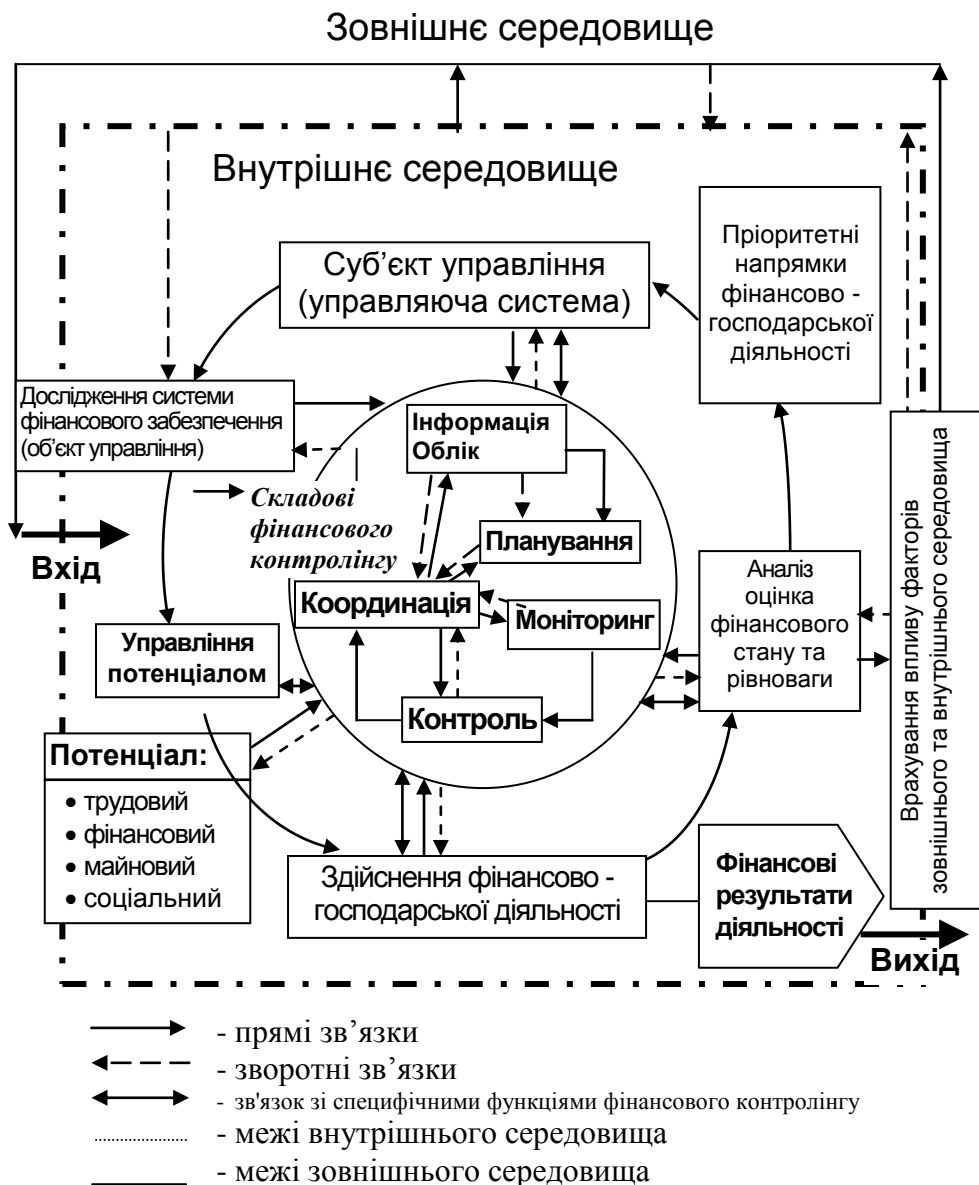 Зовнішнє середовище
Внутрішнє середовище
Пріоритетні
напрямки
фінансово -
господарської
діяльності
Суб’єкт управління
(управляюча система)
Дослідження системи
фінансового забезпечення
(об’єкт управління)
Інформація
Облік
Складові
фінансового
контролінгу
Планування
Вхід
Координація
Моніторинг
Аналіз
оцінка
фінансового
стану та
рівноваги
Врахування впливу факторів
зовнішнього та внутрішнього середовища
Управління
потенціалом
Контроль
Потенціал:
• трудовий
• фінансовий
• майновий
• соціальний
Здійснення фінансово -
господарської діяльності
Фінансові
результати
діяльності
Вихід
- прямі зв’язки
- зворотні зв’язки
- зв'язок зі специфічними функціями фінансового контролінгу
- межі внутрішнього середовища
- межі зовнішнього середовища